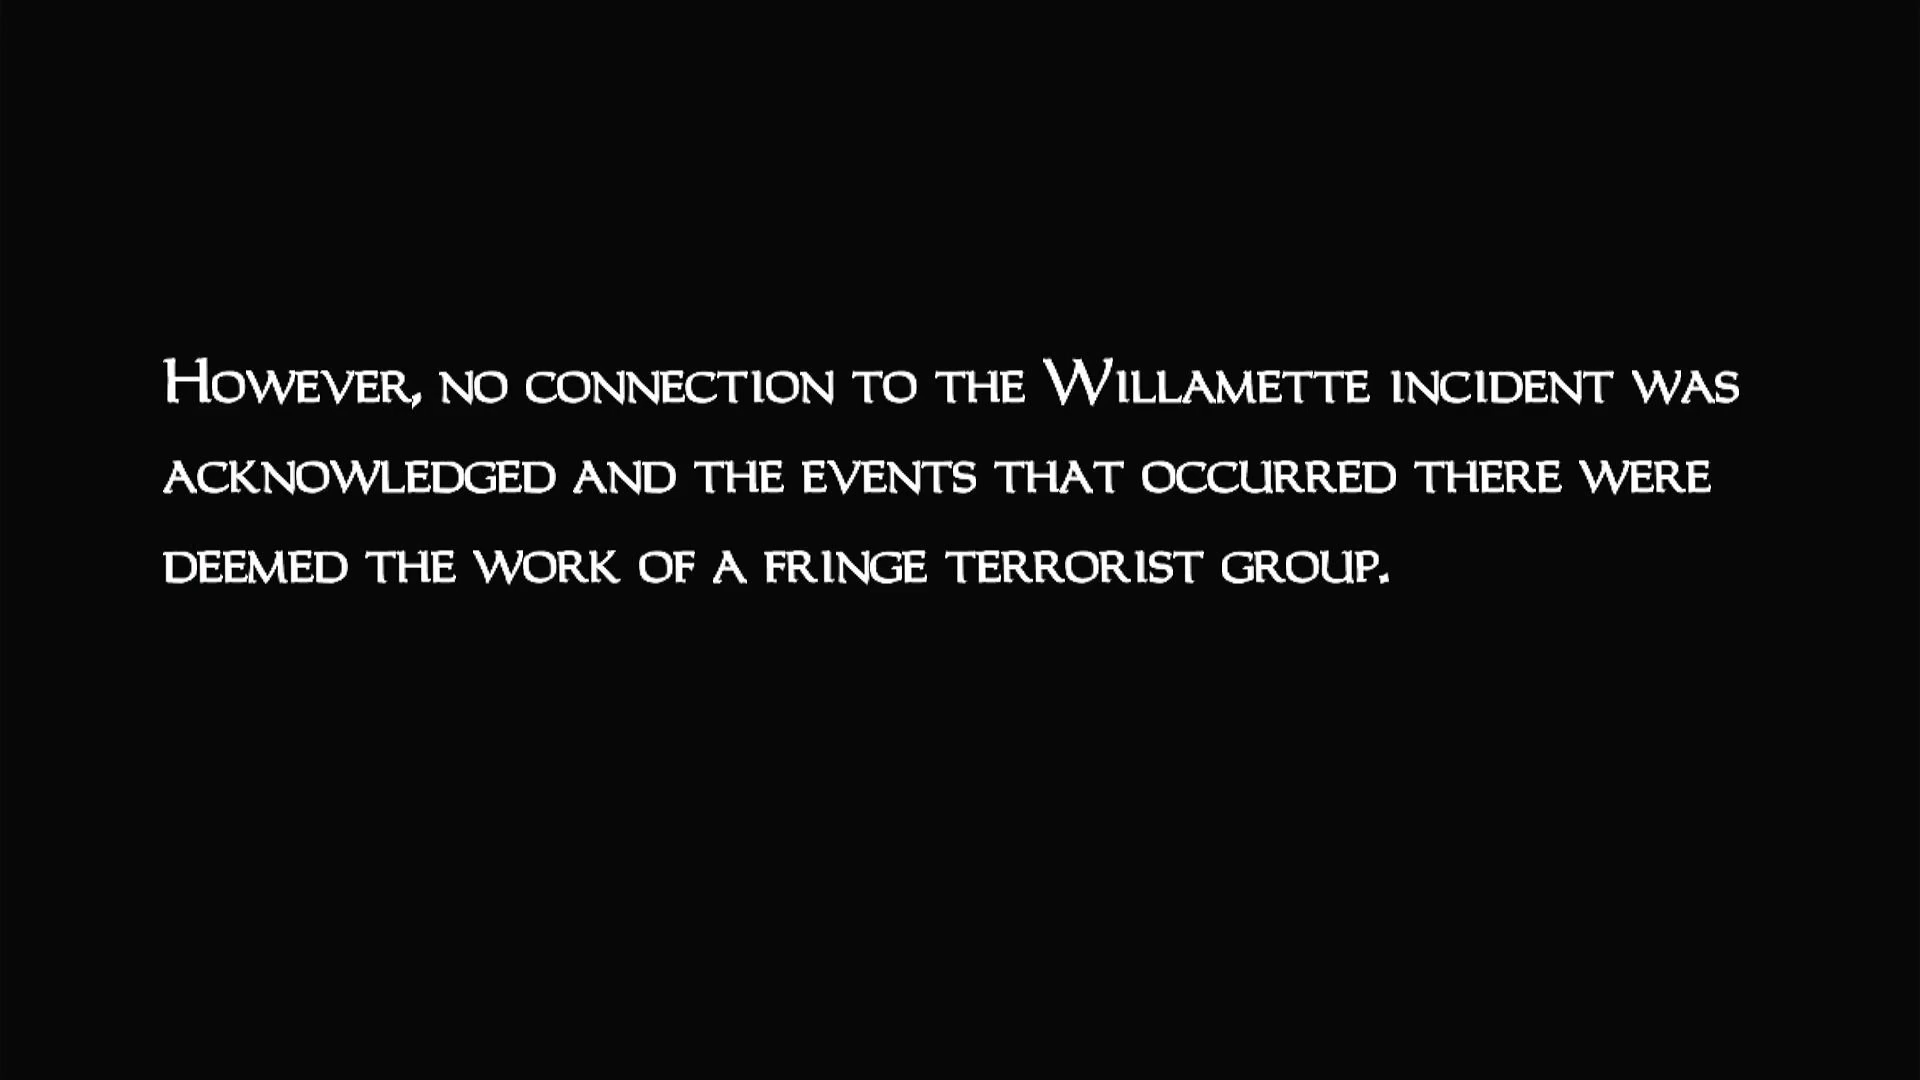 However, no connection to the Willamette incident was
acknowledged and the events that occurred there were
deemed the work of a fringe terrorist group.